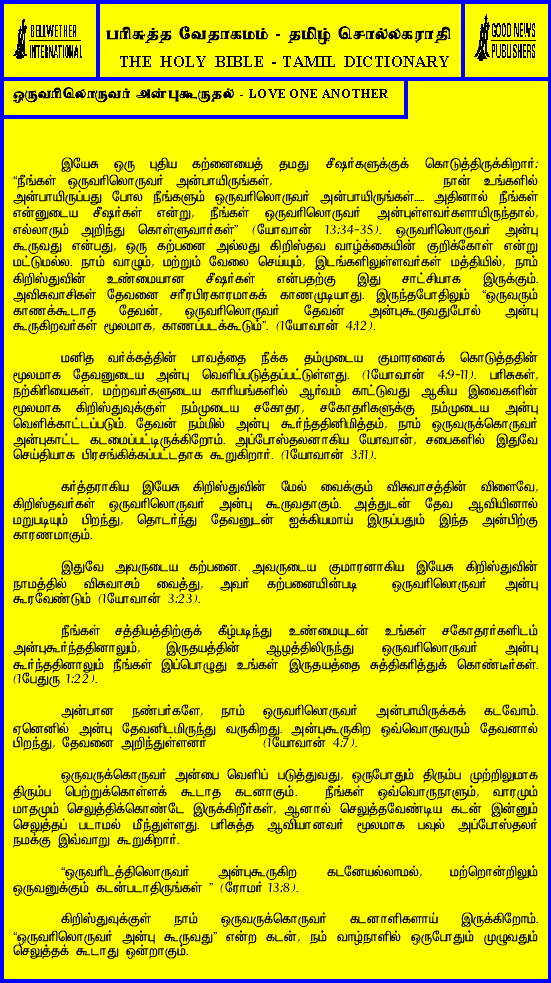 BELLWETHER
INTERNATIONAL
பரிசுத்த வேதாகமம் - தமிழ் சொல்லகராதி
THE HOLY BIBLE - TAMIL DICTIONARY
GOOD NEWS
PUBLISHERS
ஒருவரிலொருவர் அன்புகூருதல் - LOVE ONE ANOTHER
இயேசு ஒரு புதிய கற்னையைத் தமது சீஷர்களுக்குக் கொடுத்திருக்கிறார்:
“நீங்கள் ஒருவரிலொருவர் அன்பாயிருங்கள், நான் உங்களில்
அன்பாயிருப்பது போல நீங்களும் ஒருவரிலொருவர் அன்பாயிருங்கள்..... அதினால் நீங்கள்
என்னுடைய சீஷர்கள் என்று, நீங்கள் ஒருவரிலொருவர் அன்புள்ளவர்களாயிருந்தால்,
எல்லாரும் அறிந்து கொள்ளுவார்கள்” (யோவான் 13:34-35). ஒருவரிலொருவர் அன்பு
கூருவது என்பது, ஒரு கற்பனை அல்லது கிறிஸ்தவ வாழ்க்கையின் குறிக்கோள் என்று
மட்டுமல்ல. நாம் வாழும், மற்றும் வேலை செய்யும், இடங்களிலுள்ளவர்கள் மத்தியில், நாம்
கிறிஸ்துவின் உண்மையான சீஷர்கள் என்பதற்கு இது சாட்சியாக இருக்கும்.
அவிசுவாசிகள் தேவனை சரீரபிரகாரமாகக் காணமுடியாது. இருந்தபோதிலும் “ஒருவரும்
காணக்கூடாத தேவன், ஒருவரிலொருவர் தேவன் அன்புகூருவதுபோல் அன்பு
கூருகிறவர்கள் மூலமாக, காணப்படக்கூடும்”. (1யோவான் 4:12).
மனித வர்க்கத்தின் பாவத்தை நீக்க தம்முடைய குமாரனைக் கொடுத்ததின்
மூலமாக தேவனுடைய அன்பு வெளிப்படுத்தப்பட்டுள்ளது. (1யோவான் 4:9-11). பரிசுகள்,
நற்கிரியைகள், மற்றவர்களுடைய காரியங்களில் ஆர்வம் காட்டுவது ஆகிய இவைகளின்
மூலமாக கிறிஸ்துவுக்குள் நம்முடைய சகோதர, சகோதரிகளுக்கு நம்முடைய அன்பு
வெளிக்காட்டப்படும். தேவன் நம்மில் அன்பு கூர்ந்ததினிமித்தம், நாம் ஒருவருக்கொருவர்
அன்புகாட்ட கடமைப்பட்டிருக்கிறோம். அப்போஸ்தலனாகிய யோவான், சபைகளில் இதுவே
செய்தியாக பிரசங்கிக்கப்பட்டதாக கூறுகிறார். (1யோவான் 3:11).
கர்த்தராகிய இயேசு கிறிஸ்துவின் மேல் வைக்கும் விசுவாசத்தின் விளைவே,
கிறிஸ்தவர்கள் ஒருவரிலொருவர் அன்பு கூருவதாகும். அத்துடன் தேவ ஆவியினால்
மறுபடியும் பிறந்து, தொடர்ந்து தேவனுடன் ஐக்கியமாய் இருப்பதும் இந்த அன்பிற்கு
காரணமாகும்.
இதுவே அவருடைய கற்பனை. அவருடைய குமாரனாகிய இயேசு கிறிஸ்துவின்
நாமத்தில் விசுவாசம் வைத்து, அவர் கற்பனையின்படி ஒருவரிலொருவர் அன்பு
கூரவேண்டும் (1யோவான் 3:23).
நீங்கள் சத்தியத்திற்குக் கீழ்படிந்து உண்மையுடன் உங்கள் சகோதரர்களிடம்
அன்புகூர்ந்ததினாலும், இருதயத்தின் ஆழத்திலிருந்து ஒருவரிலொருவர் அன்பு
கூர்ந்ததினாலும் நீங்கள் இப்பொழுது உங்கள் இருதயத்தை சுத்திகரித்துக் கொண்டீர்கள்.
(1பேதுரு 1:22).
அன்பான நண்பர்களே, நாம் ஒருவரிலொருவர் அன்பாயிருக்கக் கடவோம்.
ஏனெனில் அன்பு தேவனிடமிருந்து வருகிறது. அன்புகூருகிற ஒவ்வொருவரும் தேவனால்
பிறந்து, தேவனை அறிந்துள்ளனர் (1யோவான் 4:7).
ஒருவருக்கொருவர் அன்பை வெளிப் படுத்துவது, ஒருபோதும் திரும்ப முற்றிலுமாக
திரும்ப பெற்றுக்கொள்ளக் கூடாத கடனாகும். நீங்கள் ஒவ்வொருநாளும், வாரமும்
மாதமும் செலுத்திக்கொண்டே இருக்கிறீர்கள், ஆனால் செலுத்தவேண்டிய கடன் இன்னும்
செலுத்தப் படாமல் மீந்துள்ளது. பரிசுத்த ஆவியானவர் மூலமாக பவுல் அப்போஸ்தலர்
நமக்கு இவ்வாறு கூறுகிறார்.
“ஒருவரிடத்திலொருவர் அன்புகூருகிற கடனேயல்லாமல், மற்றொன்றிலும்
ஒருவனுக்கும் கடன்படாதிருங்கள் ” (ரோமர் 13:8).
கிறிஸ்துவுக்குள் நாம் ஒருவருக்கொருவர் கடனாளிகளாய் இருக்கிறோம்.
“ஒருவரிலொருவர் அன்பு கூருவது” என்ற கடன், நம் வாழ்நாளில் ஒருபோதும் முழுவதும்
செலுத்தக் கூடாது ஒன்றாகும்.